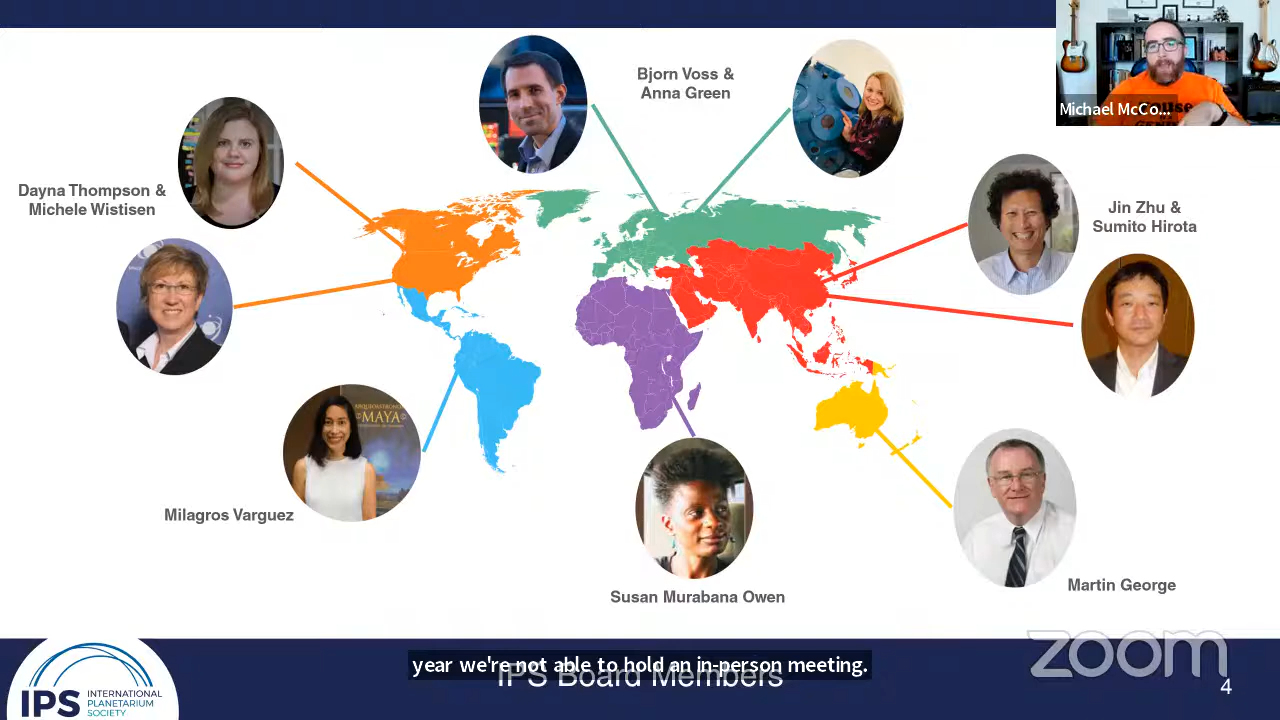 Michael McCo...
Bjorn Voss &
Anna Green
Dayna Thompson &
Michele Wistisen
Jin Zhu &
Sumito Hirota
MAYA
Milagros Varguez
Susan Murabana Owen
Martin George
year we're not able to hold an in-person meeting.
IPS Board Members
IPS INTERNATIONAL
PLANETARIUM
SOCIETY
zoom
4